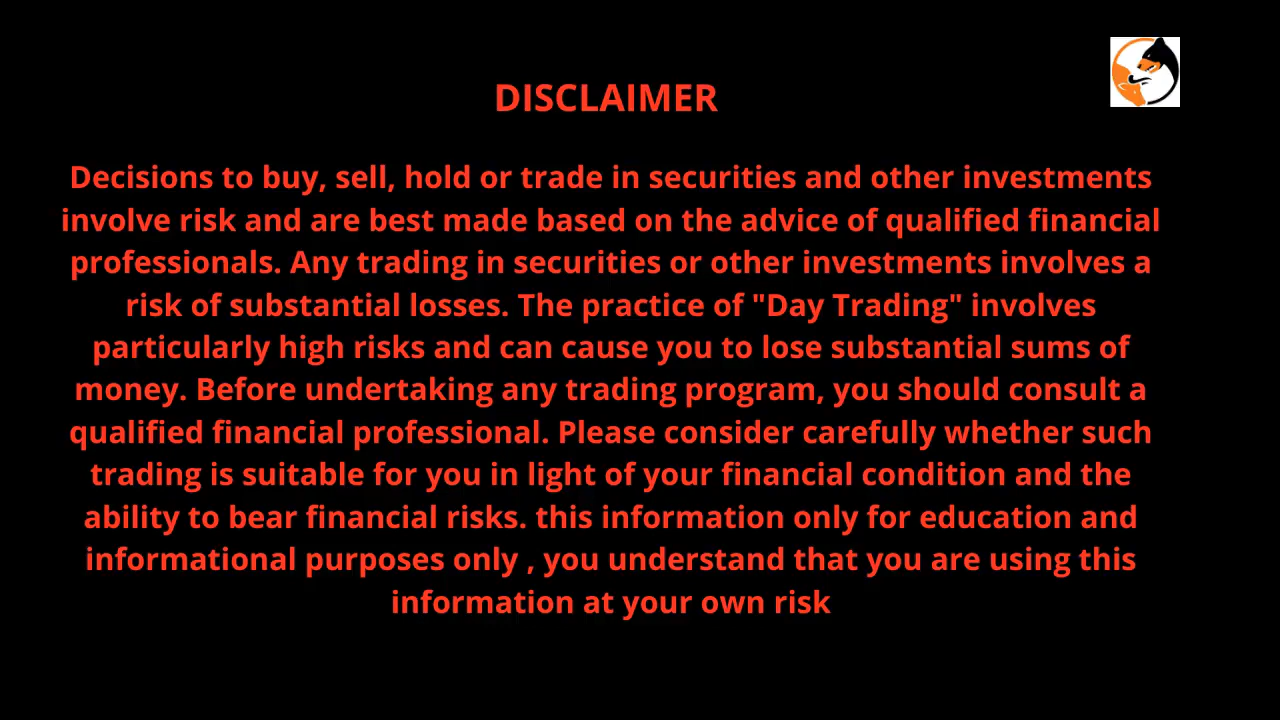 DISCLAIMER
Decisions to buy, sell, hold or trade in securities and other investments
involve risk and are best made based on the advice of qualified financial
professionals. Any trading in securities or other investments involves a
risk of substantial losses. The practice of "Day Trading" involves
particularly high risks and can cause you to lose substantial sums of
money. Before undertaking any trading program, you should consult a
qualified financial professional. Please consider carefully whether such
trading is suitable for you in light of your financial condition and the
ability to bear financial risks. this information only for education and
informational purposes only , you understand that you are using this
information at your own risk